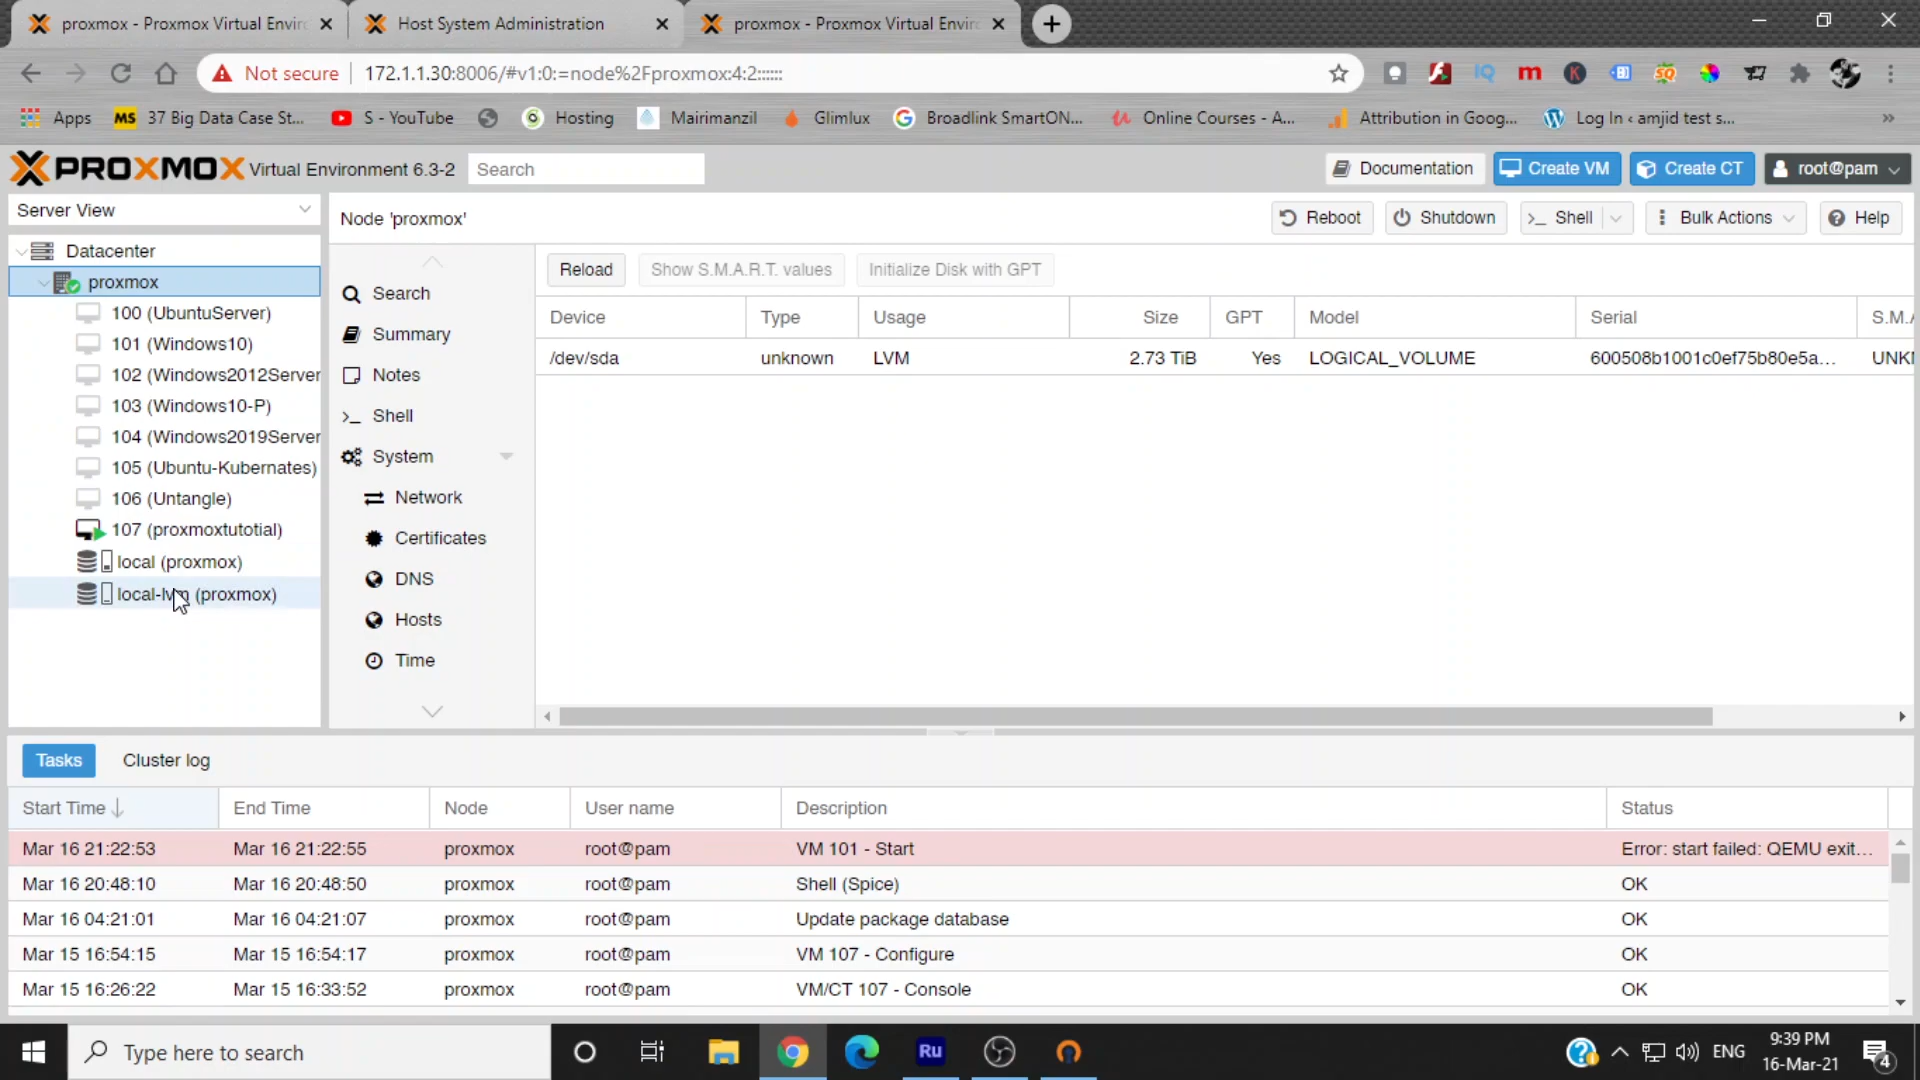 proxmox - Proxmox Virtual Envir
Host System Administration
proxmox - Proxmox Virtual Envir
Not secure
172.1.1.30:8006/#v1:0:=node%2Fproxmox:4:2::::::
Apps
MS 37 Big Data Case St...
S - YouTube
Hosting
Mairimanzil
Glimlux
Broadlink SmartON...
Online Courses - A...
Attribution in Goog...
Log In ‹ amjid test s...
»
PROXMOX Virtual Environment 6.3-2
Search
Documentation
Create VM
Create CT
root@pam
Server View
Node 'proxmox'
Reboot
Shutdown
Shell
Bulk Actions
Help
Datacenter
proxmox
100 (UbuntuServer)
101 (Windows10)
102 (Windows2012Server
103 (Windows10-P)
104 (Windows2019Server
105 (Ubuntu-Kubernates)
106 (Untangle)
107 (proxmoxtutotial)
local (proxmox)
local-lvm (proxmox)
Search
Summary
Notes
Shell
System
Network
Certificates
DNS
Hosts
Time
Reload
Show S.M.A.R.T. values
Initialize Disk with GPT
Device Type Usage Size GPT Model Serial S.M.A
/dev/sda unknown LVM 2.73 TiB Yes LOGICAL_VOLUME 600508b1001c0ef75b80e5a... UNKN
Tasks
Cluster log
Start Time End Time Node User name Description Status
Mar 16 21:22:53 Mar 16 21:22:55 proxmox root@pam VM 101 - Start Error: start failed: QEMU exit...
Mar 16 20:48:10 Mar 16 20:48:50 proxmox root@pam Shell (Spice) OK
Mar 16 04:21:01 Mar 16 04:21:07 proxmox root@pam Update package database OK
Mar 15 16:54:15 Mar 15 16:54:17 proxmox root@pam VM 107 - Configure OK
Mar 15 16:26:22 Mar 15 16:33:52 proxmox root@pam VM/CT 107 - Console OK
Type here to search
Ru
ENG
9:39 PM
16-Mar-21
4